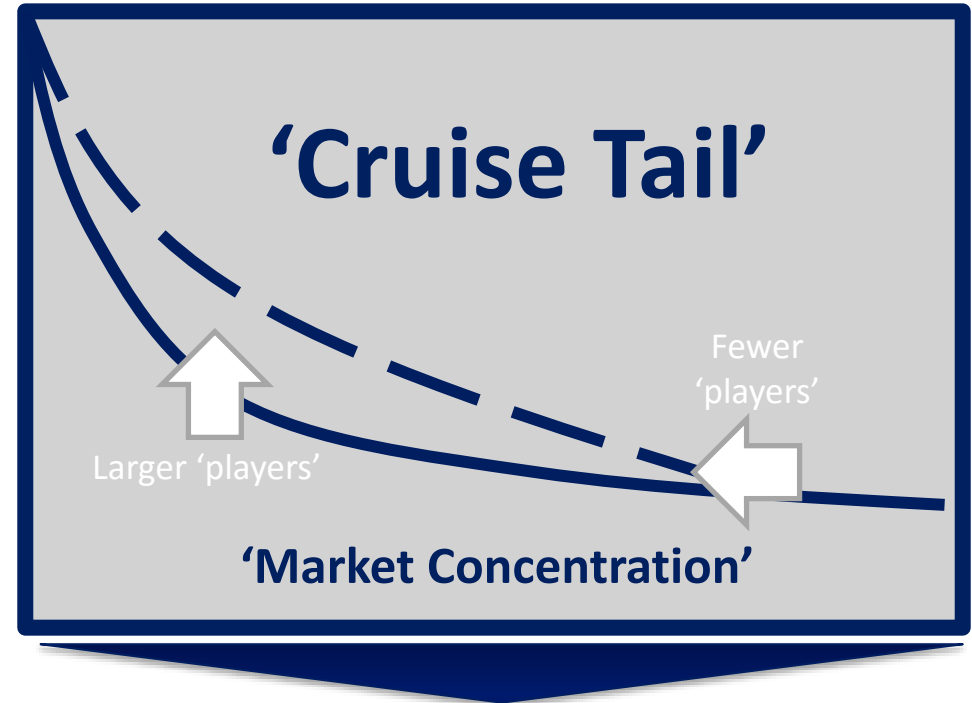 ‘Cruise Tail’
Fewer
‘players’
Larger ‘players’
‘Market Concentration’